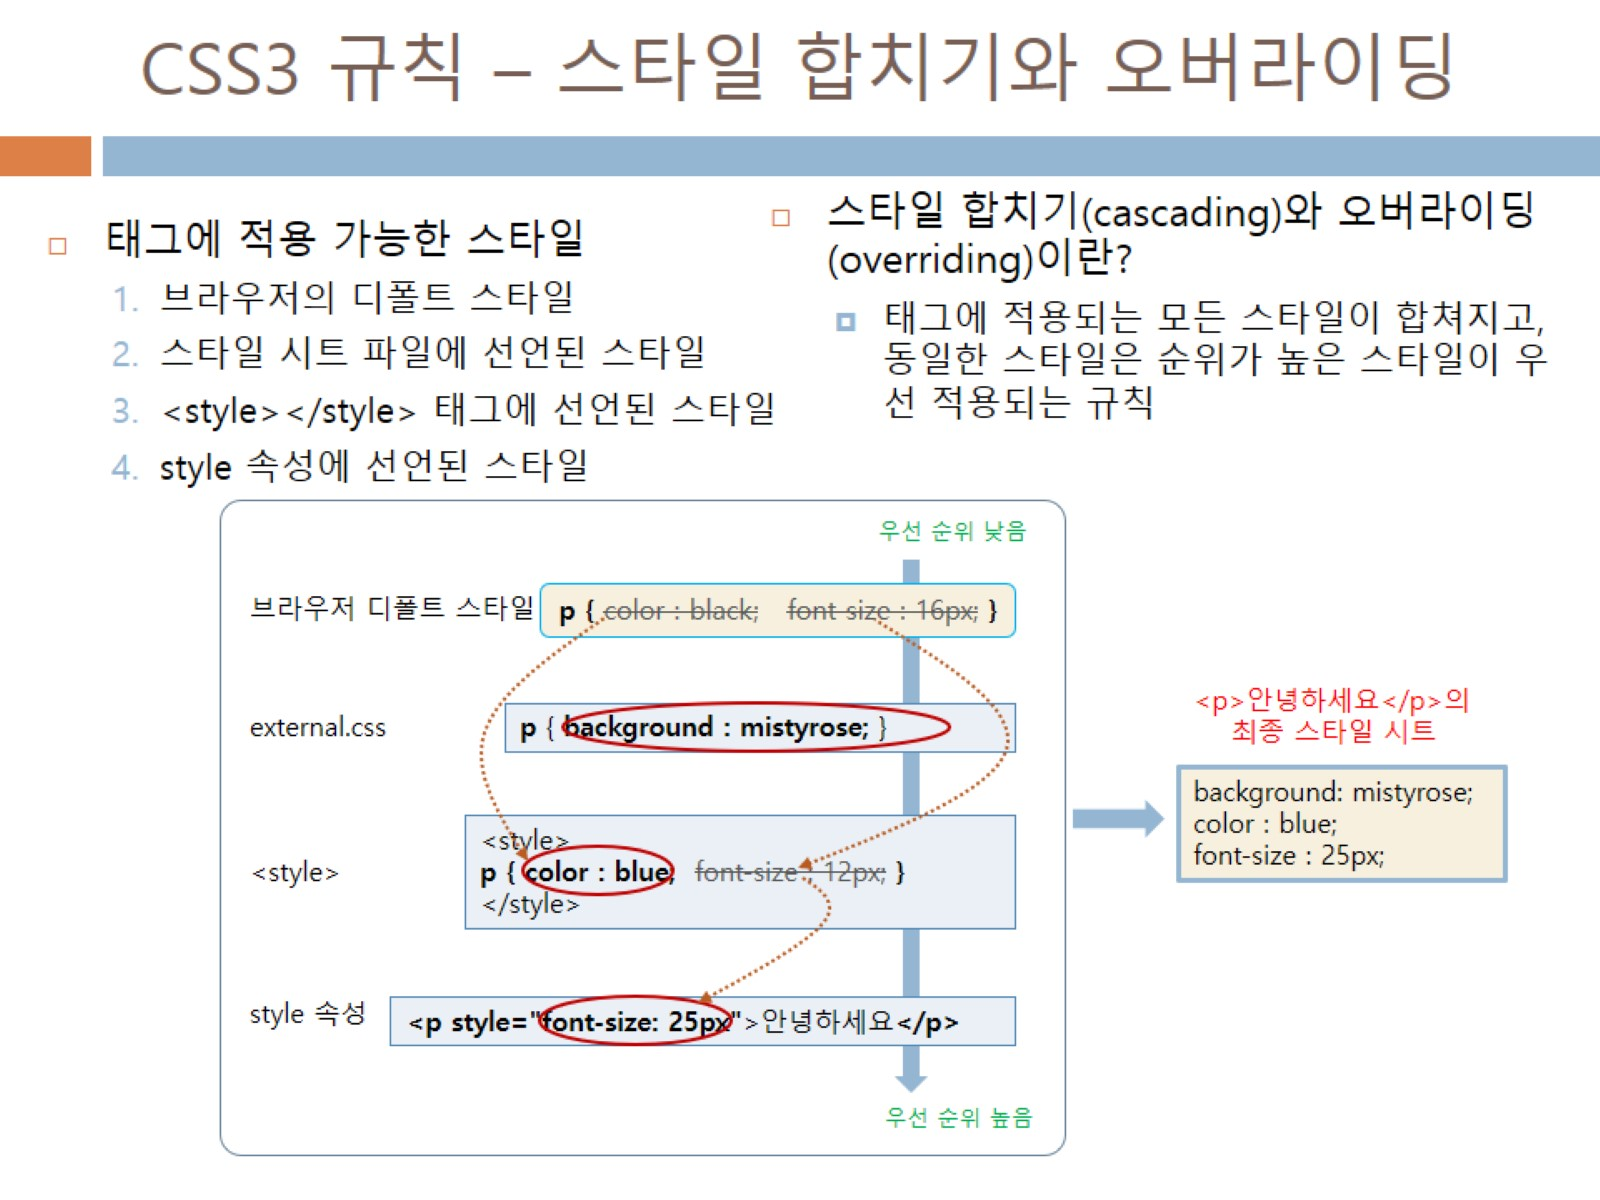 CSS3 규칙 – 스타일 합치기와 오버라이딩
태그에 적용 가능한 스타일
1. 브라우저의 디폴트 스타일
2. 스타일 시트 파일에 선언된 스타일
3. <style></style> 태그에 선언된 스타일
4. style 속성에 선언된 스타일
스타일 합치기(cascading)와 오버라이딩
(overriding)이란?
태그에 적용되는 모든 스타일이 합쳐지고,
동일한 스타일은 순위가 높은 스타일이 우
선 적용되는 규칙
우선 순위 낮음
브라우저 디폴트 스타일
p { color : black; font size : 16px; }
external.css
p { background : mistyrose; }
<style>
<style>
p { color : blue; font-size : 12px; }
</style>
style 속성
<p style="font-size: 25px">안녕하세요</p>
우선 순위 높음
<p>안녕하세요</p>의
최종 스타일 시트
background: mistyrose;
color : blue;
font-size : 25px;